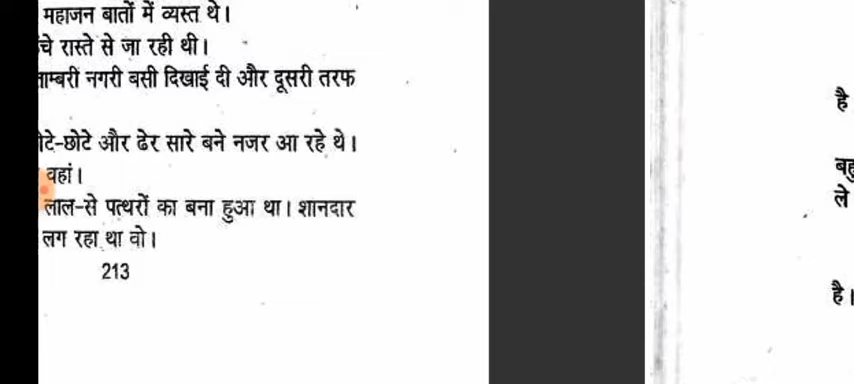 महाजन बातों में व्यस्त थे।
रास्ते से जा रही थी।
नगरी बसी दिखाई दी और दूसरी तरफ
और ढेर सारे बने नजर आ रहे थे।
वहां।
लाल-से पत्थरों का बना हुआ था। शानदार
लग रहा था वो।
213
है
ले
है।